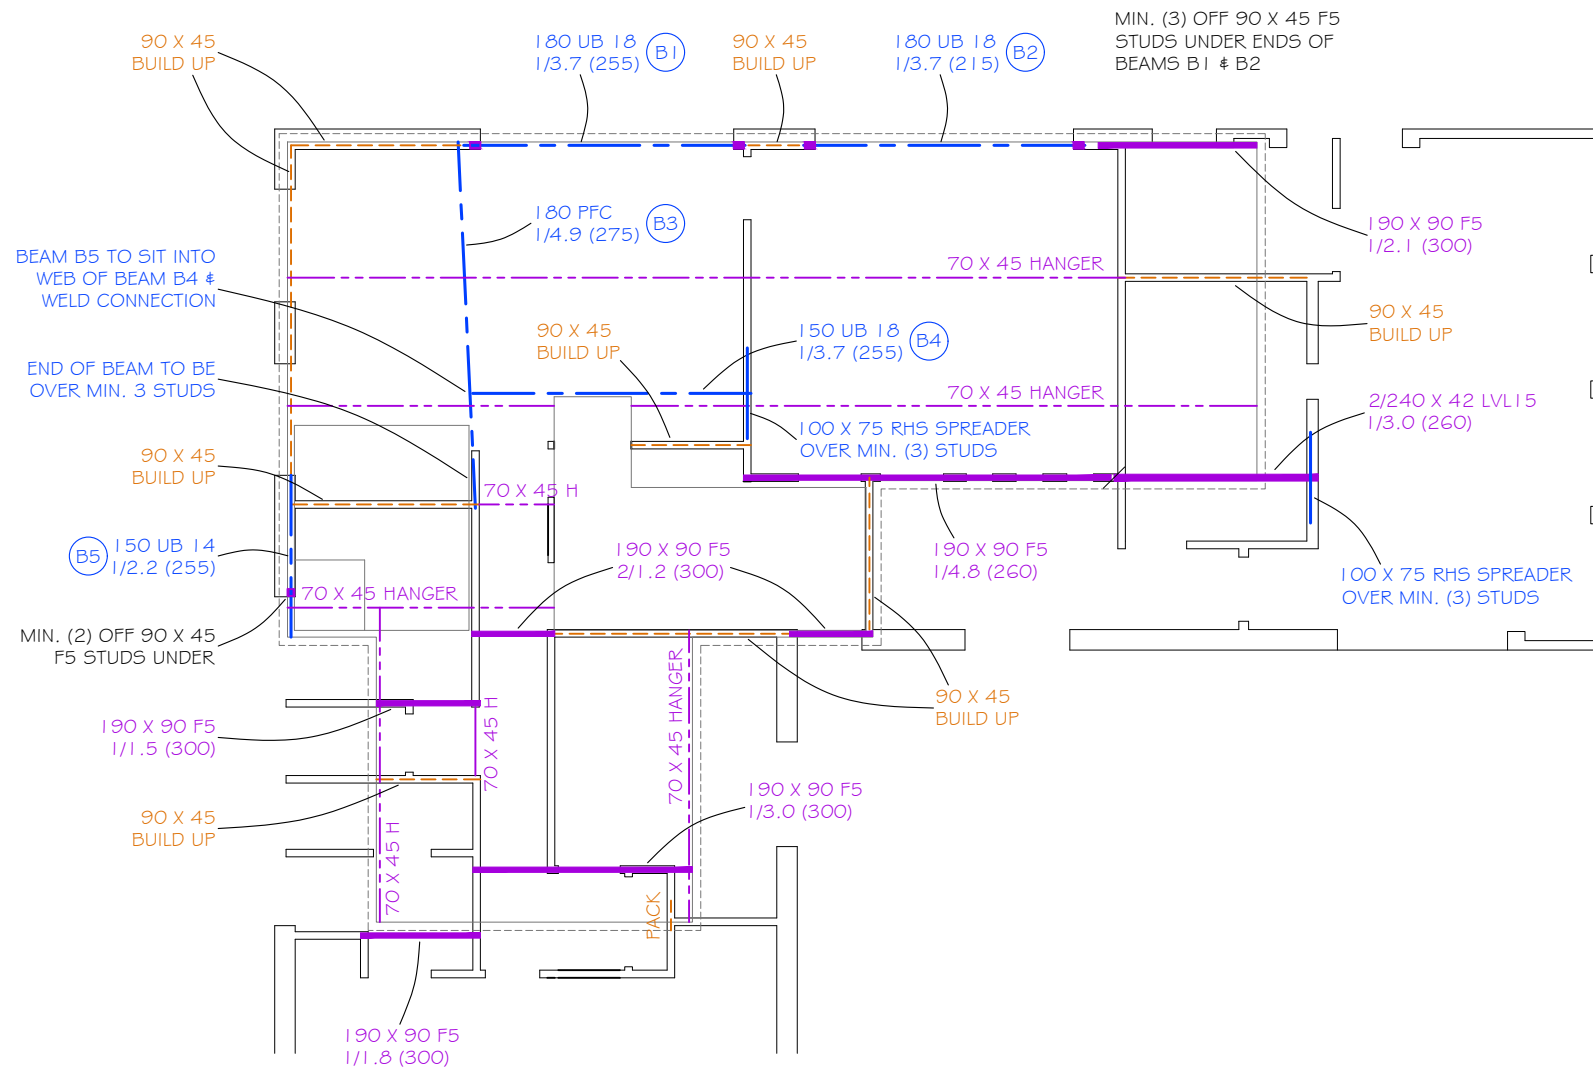 90 X 45
BUILD UP
180 UB 18
1/3.7 (255)
B1
90 X 45
BUILD UP
180 UB 18
1/3.7 (215)
B2
MIN. (3) OFF 90 X 45 F5
STUDS UNDER ENDS OF
BEAMS B1 & B2
180 PFC
1/4.9 (275)
B3
190 X 90 F5
1/2.1 (300)
BEAM B5 TO SIT INTO
WEB OF BEAM B4 &
WELD CONNECTION
70 X 45 HANGER
90 X 45
BUILD UP
90 X 45
BUILD UP
150 UB 18
1/3.7 (255)
B4
END OF BEAM TO BE
OVER MIN. 3 STUDS
70 X 45 HANGER
2/240 X 42 LVL15
1/3.0 (260)
100 X 75 RHS SPREADER
OVER MIN. (3) STUDS
90 X 45
BUILD UP
70 X 45 H
B5
150 UB 14
1/2.2 (255)
190 X 90 F5
2/1.2 (300)
190 X 90 F5
1/4.8 (260)
100 X 75 RHS SPREADER
OVER MIN. (3) STUDS
70 X 45 HANGER
MIN. (2) OFF 90 X 45
F5 STUDS UNDER
70 X 45 HANGER
90 X 45
BUILD UP
190 X 90 F5
1/1.5 (300)
70 X 45 H
190 X 90 F5
1/3.0 (300)
90 X 45
BUILD UP
70 X 45 H
PACK
190 X 90 F5
1/1.8 (300)